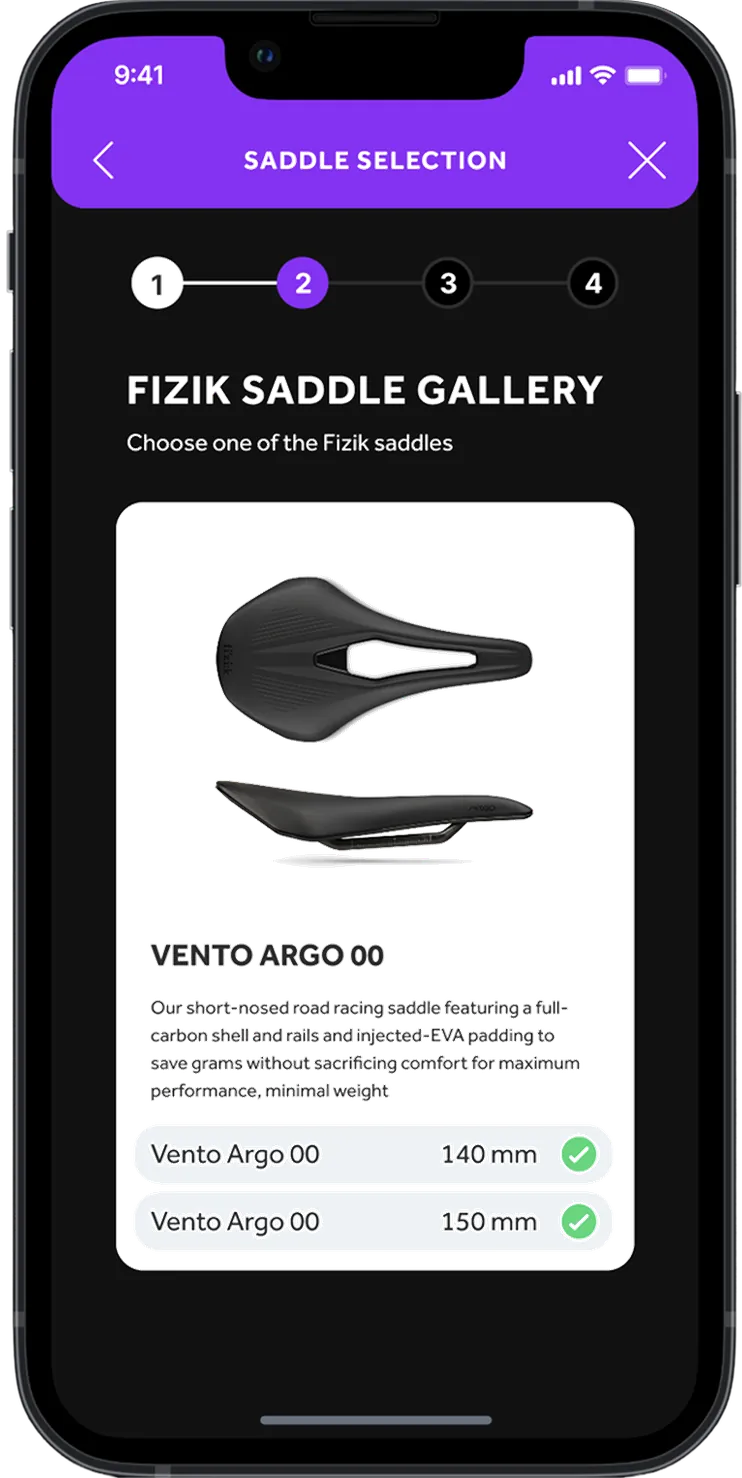 9:41
SADDLE SELECTION
1 2 3 4
FIZIK SADDLE GALLERY
Choose one of the Fizik saddles
fi'zi:k
ARGO
VENTO ARGO 00
Our short-nosed road racing saddle featuring a full-
carbon shell and rails and injected-EVA padding to
save grams without sacrificing comfort for maximum
performance, minimal weight
Vento Argo 00 140 mm
Vento Argo 00 150 mm